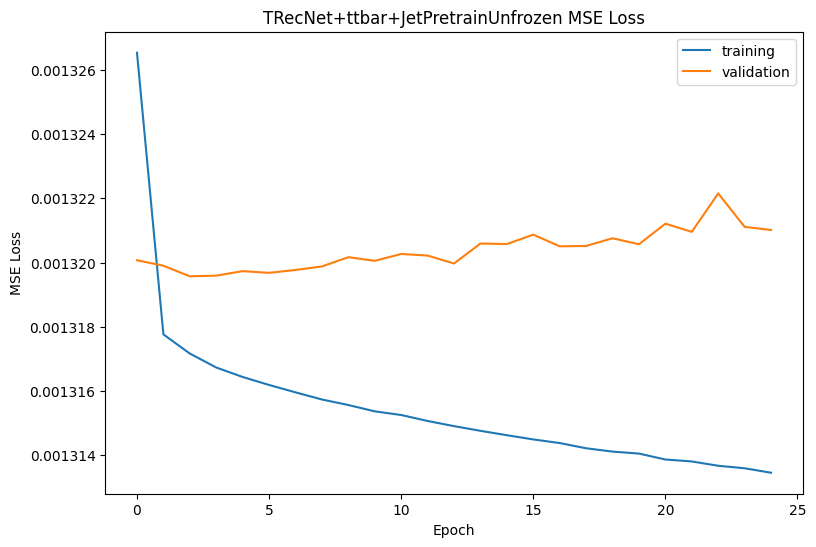 TRecNet+ttbar+JetPretrainUnfrozen MSE Loss
training
validation
0.001326
0.001324
0.001322
0.001320
0.001318
0.001316
0.001314
MSE Loss
0 5 10 15 20 25
Epoch